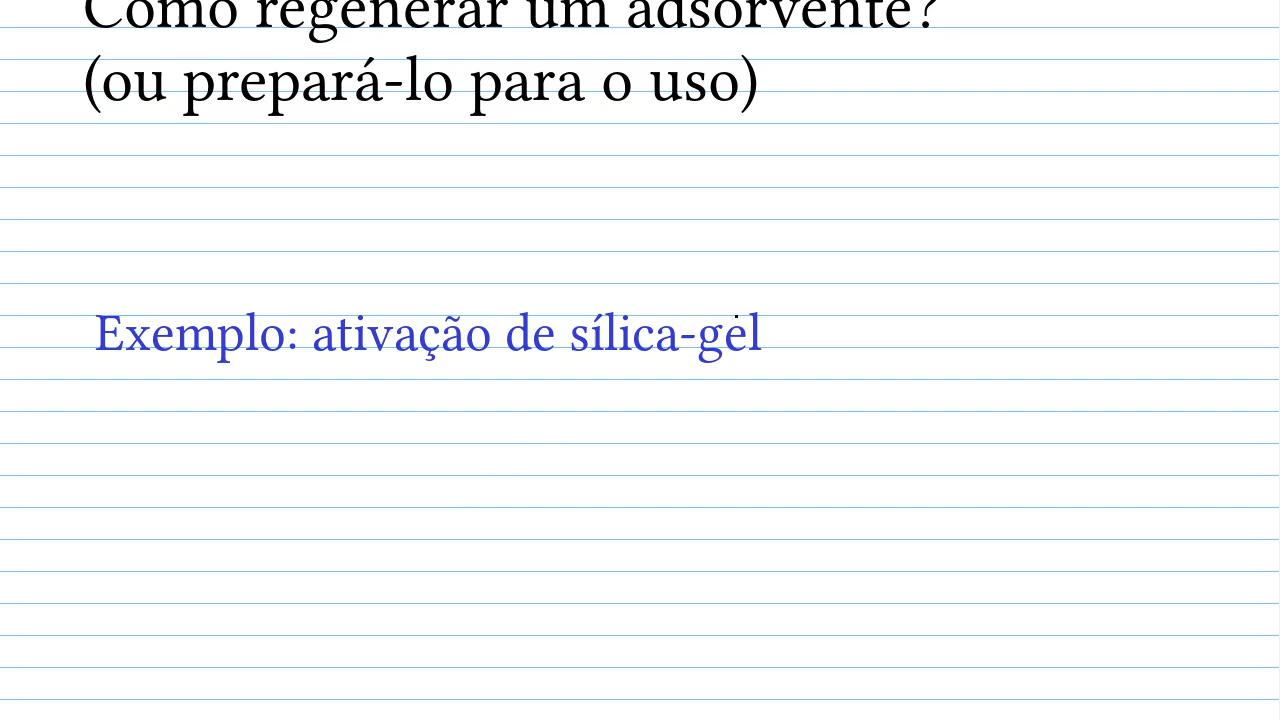 Como regenerar um adsorvente?
(ou prepará-lo para o uso)
Exemplo: ativação de sílica-gel